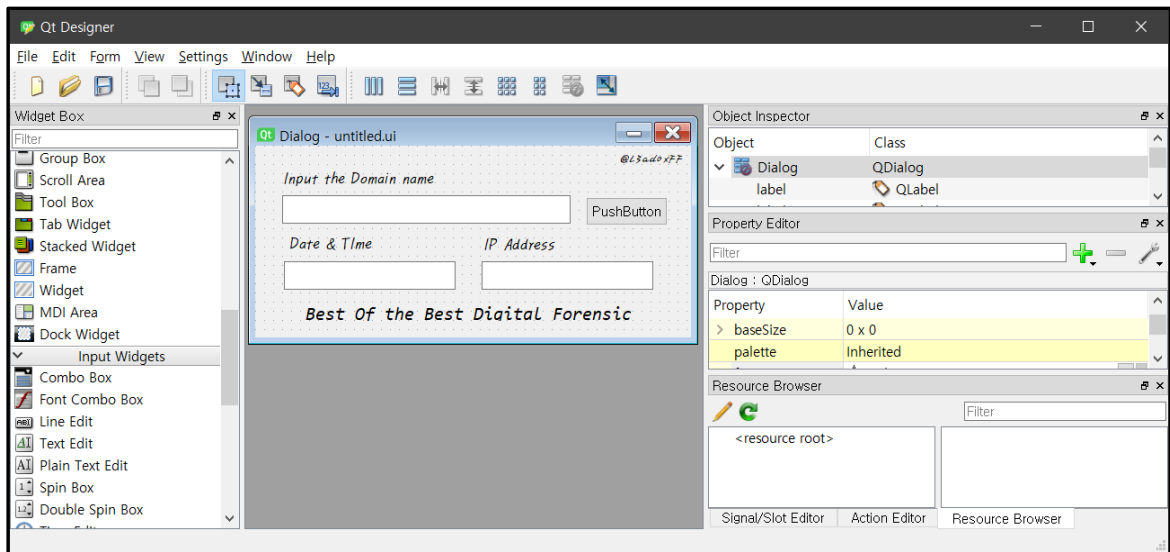 Qt Designer
File Edit Form View Settings Window Help
Widget Box
Filter
Group Box
Scroll Area
Tool Box
Tab Widget
Stacked Widget
Frame
Widget
MDI Area
Dock Widget
Input Widgets
Combo Box
Font Combo Box
Line Edit
Text Edit
Plain Text Edit
Spin Box
Double Spin Box
Dialog - untitled.ui
@L3ad0xFF
Input the Domain name
PushButton
Date & TIme IP Address
Best Of the Best Diaital Forensic
Object Inspector
Object Class
Dialog QDialog
label QLabel
Property Editor
Filter
Dialog : QDialog
Property Value
baseSize 0 x 0
palette Inherited
Resource Browser
Filter
<resource root>
Signal/Slot Editor Action Editor Resource Browser